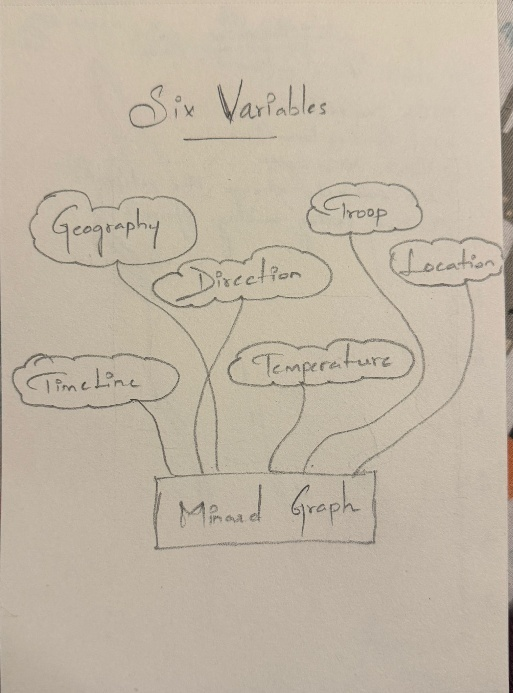 Six Variables
Geography
Troop
Direction
Location
TimeLine
Temperature
Minard Graph